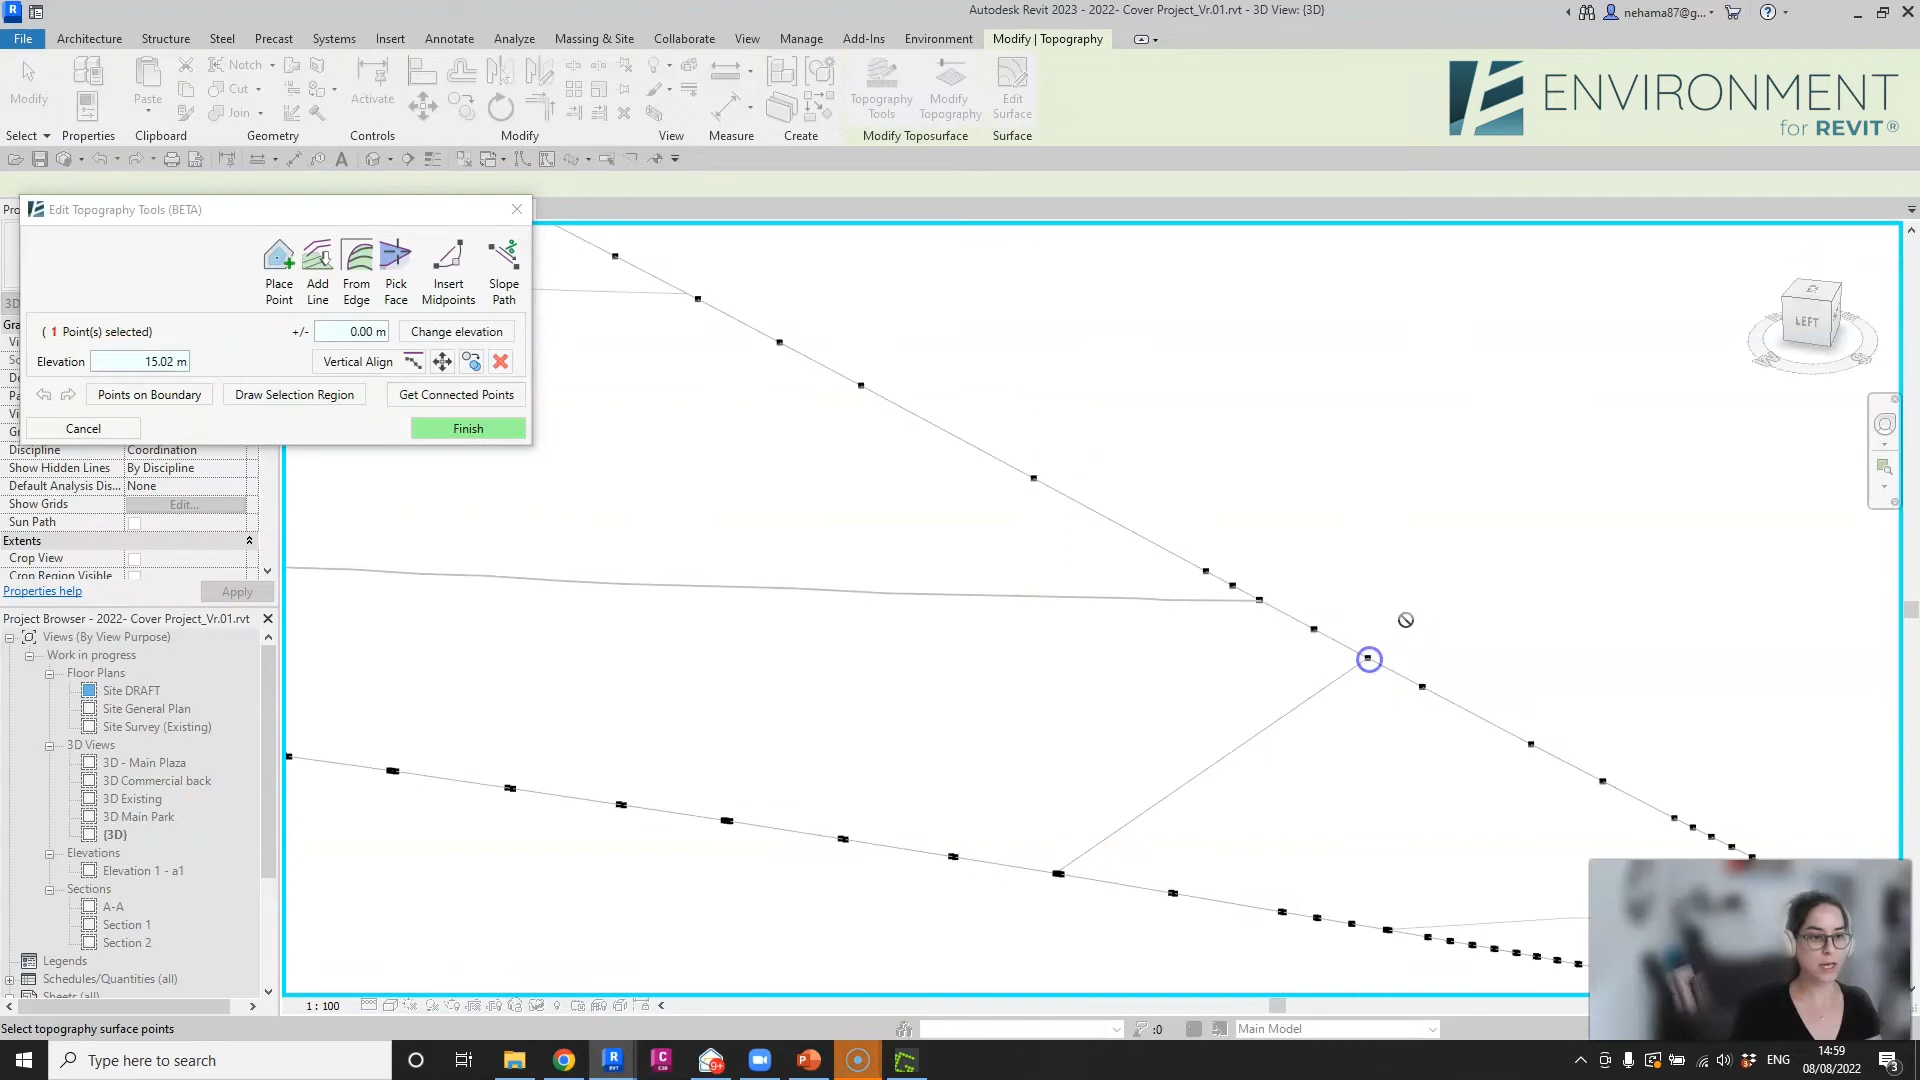 Autodesk Revit 2023 - 2022- Cover Project_Vr.01.rvt - 3D View: {3D}
nehama87@g...
File Architecture Structure Steel Precast Systems Insert Annotate Analyze Massing & Site Collaborate View Manage Add-Ins Environment Modify | Topography
Modify
Paste
Notch
Cut
Join
Activate
Topography Tools
Modify Topography
Edit Surface
Select Properties Clipboard Geometry Controls Modify View Measure Create Modify Toposurface Surface
ENVIRONMENT
for REVIT®
Edit Topography Tools (BETA)
Place Point
Add Line
From Edge
Pick Face
Insert Midpoints
Slope Path
( 1 Point(s) selected)
+/- 0.00 m
Change elevation
Elevation 15.02 m
Vertical Align
Points on Boundary
Draw Selection Region
Get Connected Points
Cancel
Finish
Discipline Coordination
Show Hidden Lines By Discipline
Default Analysis Dis... None
Show Grids Edit...
Sun Path
Extents
Crop View
Crop Region Visible
Properties help
Apply
Project Browser - 2022- Cover Project_Vr.01.rvt
Views (By View Purpose)
Work in progress
Floor Plans
Site DRAFT
Site General Plan
Site Survey (Existing)
3D Views
3D - Main Plaza
3D Commercial back
3D Existing
3D Main Park
{3D}
Elevations
Elevation 1 - a1
Sections
A-A
Section 1
Section 2
Legends
Schedules/Quantities (all)
Sheets (all)
LEFT
1 : 100
Select topography surface points
:0
Main Model
Type here to search
ENG
14:59
08/08/2022